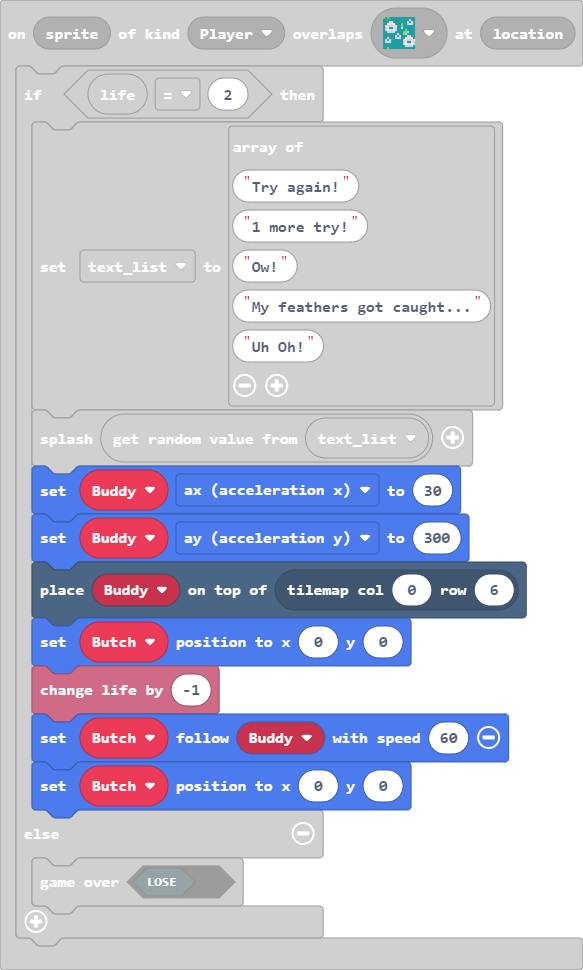 on sprite of kind Player overlaps at location
if life = 2 then
array of
"Try again!"
"1 more try!"
set text_list to "Ow!"
"My feathers got caught..."
"Uh Oh!"
splash get random value from text_list
set Buddy ax (acceleration x) to 30
set Buddy ay (acceleration y) to 300
place Buddy on top of tilemap col 0 row 6
set Butch position to x 0 y 0
change life by -1
set Butch follow Buddy with speed 60
set Butch position to x 0 y 0
else
game over LOSE